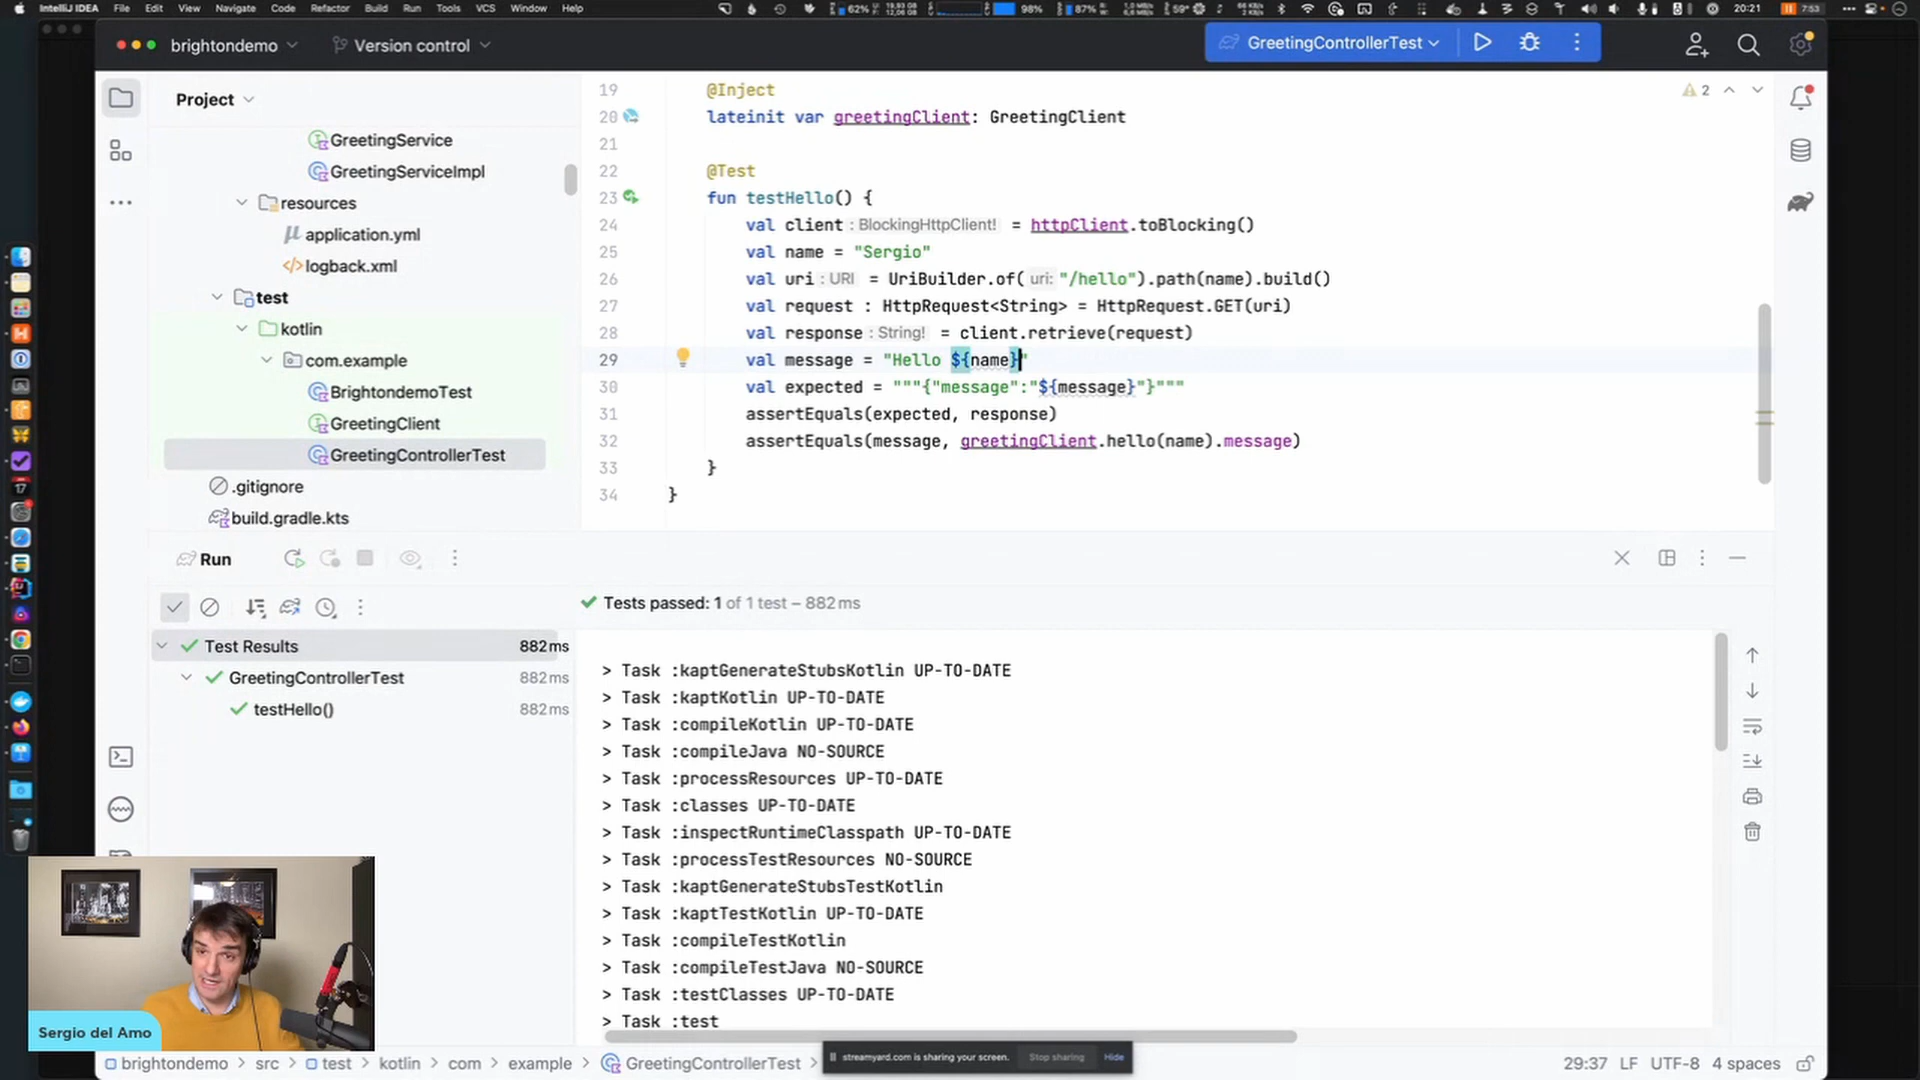 IntelliJ IDEA File Edit View Navigate Code Refactor Build Run Tools VCS Window Help
62% 98% 87% 20:21 7:53
brightondemo Version control GreetingControllerTest
Project
GreetingService
GreetingServiceImpl
resources
application.yml
logback.xml
test
kotlin
com.example
BrightondemoTest
GreetingClient
GreetingControllerTest
.gitignore
build.gradle.kts
2
19 @Inject
20 lateinit var greetingClient: GreetingClient
21
22 @Test
23 fun testHello() {
24 val client : BlockingHttpClient! = httpClient.toBlocking()
25 val name = "Sergio"
26 val uri : URI = UriBuilder.of( uri: "/hello").path(name).build()
27 val request : HttpRequest<String> = HttpRequest.GET(uri)
28 val response : String! = client.retrieve(request)
29 val message = "Hello ${name}"
30 val expected = """{"message":"${message}"}"""
31 assertEquals(expected, response)
32 assertEquals(message, greetingClient.hello(name).message)
33 }
34 }
Run
Tests passed: 1 of 1 test – 882 ms
Test Results 882 ms
GreetingControllerTest 882 ms
testHello() 882 ms
> Task :kaptGenerateStubsKotlin UP-TO-DATE
> Task :kaptKotlin UP-TO-DATE
> Task :compileKotlin UP-TO-DATE
> Task :compileJava NO-SOURCE
> Task :processResources UP-TO-DATE
> Task :classes UP-TO-DATE
> Task :inspectRuntimeClasspath UP-TO-DATE
> Task :processTestResources NO-SOURCE
> Task :kaptGenerateStubsTestKotlin
> Task :kaptTestKotlin UP-TO-DATE
> Task :compileTestKotlin
> Task :compileTestJava NO-SOURCE
> Task :testClasses UP-TO-DATE
> Task :test
17
Sergio del Amo
streamyard.com is sharing your screen. Stop sharing Hide
brightondemo > src > test > kotlin > com > example > GreetingControllerTest >
29:37 LF UTF-8 4 spaces